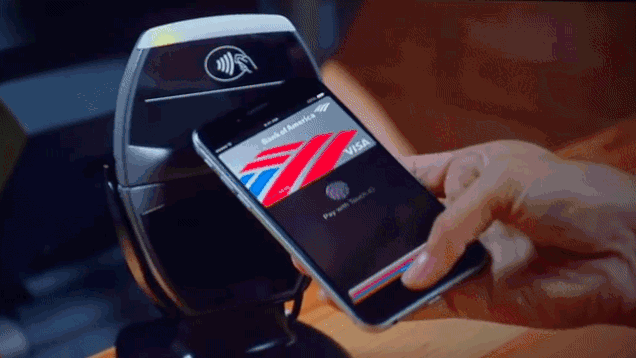 Bank of America
VISA
Pay with Touch ID